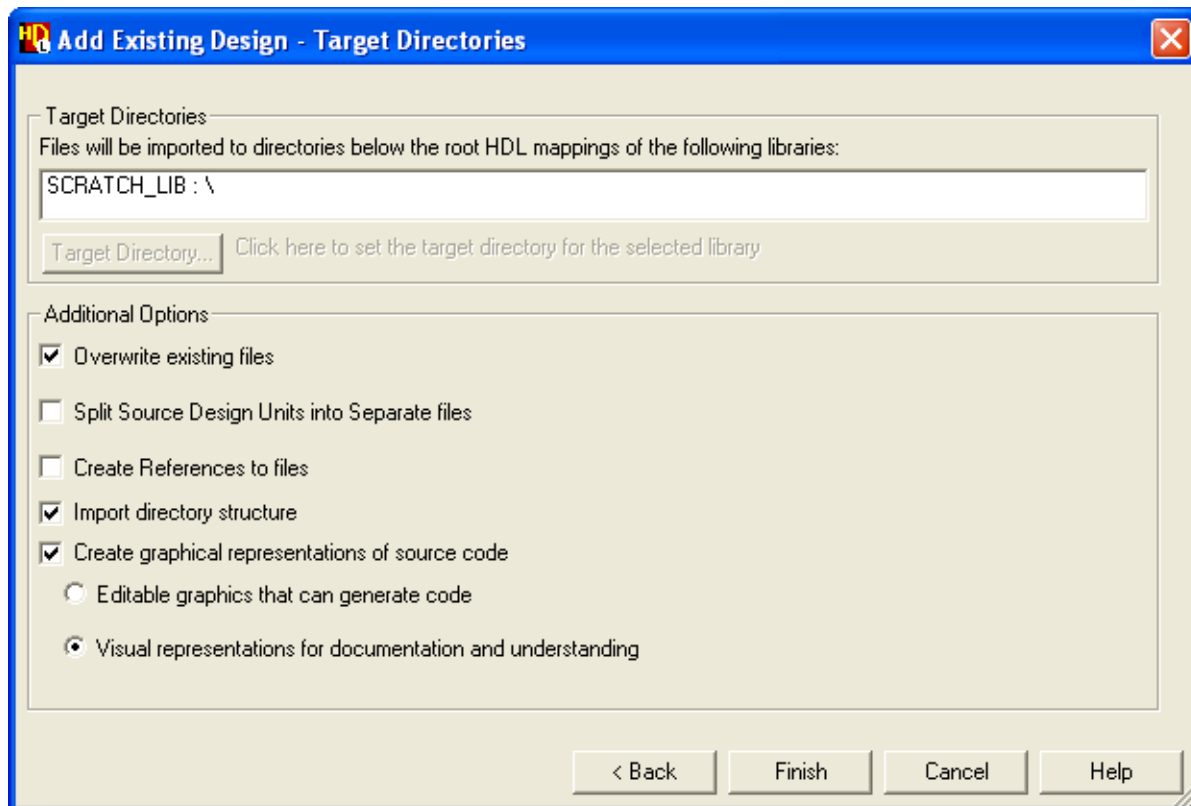 HDL Add Existing Design - Target Directories
Target Directories
Files will be imported to directories below the root HDL mappings of the following libraries:
SCRATCH_LIB : \
Target Directory... Click here to set the target directory for the selected library
Additional Options
Overwrite existing files
Split Source Design Units into Separate files
Create References to files
Import directory structure
Create graphical representations of source code
Editable graphics that can generate code
Visual representations for documentation and understanding
< Back Finish Cancel Help